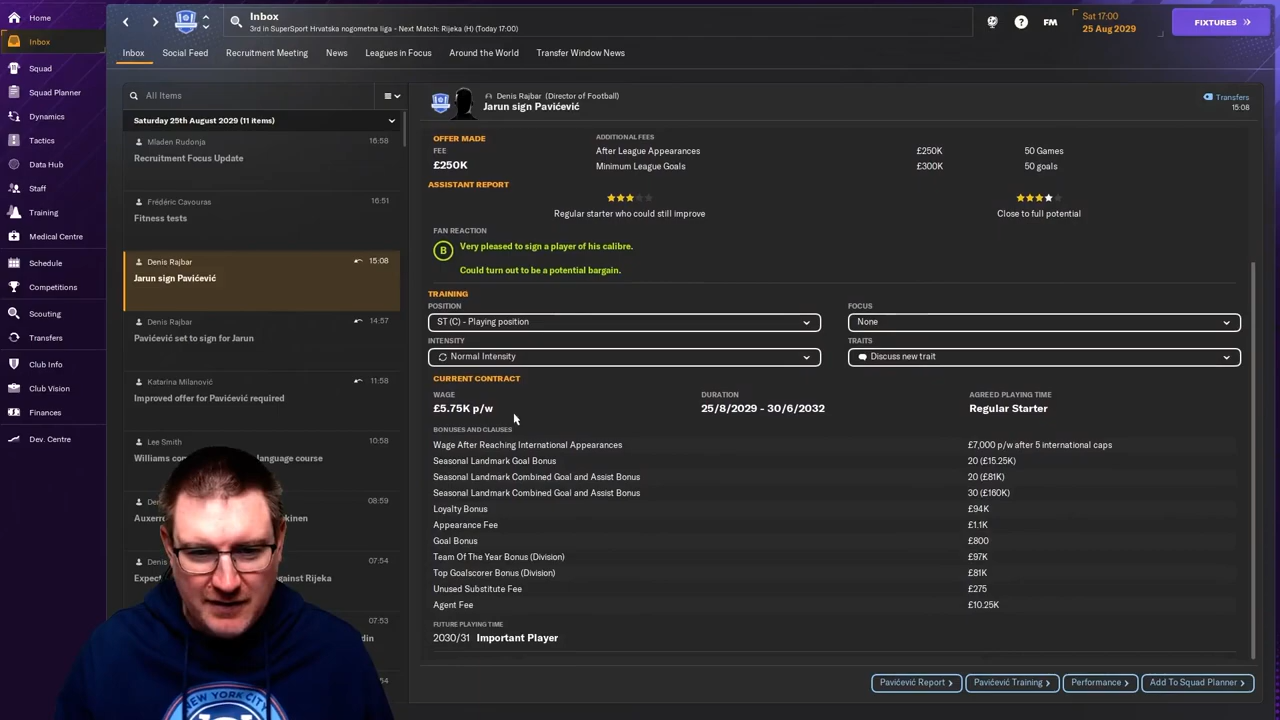 Home
Inbox
Squad
Squad Planner
Dynamics
Tactics
Data Hub
Staff
Training
Medical Centre
Schedule
Competitions
Scouting
Transfers
Club Info
Club Vision
Finances
Dev. Centre
Inbox
3rd in SuperSport Hrvatska nogometna liga - Next Match: Rijeka (H) (Today 17:00)
FM
Sat 17:00
25 Aug 2029
FIXTURES
Inbox Social Feed Recruitment Meeting News Leagues in Focus Around the World Transfer Window News
All Items
Saturday 25th August 2029 (11 items)
Mladen Rudonja 16:58
Recruitment Focus Update
Frédéric Cavouras 16:51
Fitness tests
Denis Rajbar 15:08
Jarun sign Pavićević
Denis Rajbar 14:57
Pavićević set to sign for Jarun
Katarina Milanović 11:58
Improved offer for Pavićević required
Lee Smith 10:58
Williams com language course
08:59
Auxerr kinen
07:54
Expect against Rijeka
07:53
Denis Rajbar (Director of Football)
Jarun sign Pavićević
Transfers
15:08
OFFER MADE
FEE
£250K
ADDITIONAL FEES
After League Appearances £250K 50 Games
Minimum League Goals £300K 50 goals
ASSISTANT REPORT
Regular starter who could still improve
Close to full potential
FAN REACTION
B
Very pleased to sign a player of his calibre.
Could turn out to be a potential bargain.
TRAINING
POSITION FOCUS
ST (C) - Playing position None
INTENSITY TRAITS
Normal Intensity Discuss new trait
CURRENT CONTRACT
WAGE DURATION AGREED PLAYING TIME
£5.75K p/w 25/8/2029 - 30/6/2032 Regular Starter
BONUSES AND CLAUSES
Wage After Reaching International Appearances £7,000 p/w after 5 international caps
Seasonal Landmark Goal Bonus 20 (£15.25K)
Seasonal Landmark Combined Goal and Assist Bonus 20 (£81K)
Seasonal Landmark Combined Goal and Assist Bonus 30 (£160K)
Loyalty Bonus £94K
Appearance Fee £1.1K
Goal Bonus £800
Team Of The Year Bonus (Division) £97K
Top Goalscorer Bonus (Division) £81K
Unused Substitute Fee £275
Agent Fee £10.25K
FUTURE PLAYING TIME
2030/31 Important Player
Pavićević Report Pavićević Training Performance Add To Squad Planner
NEW YORK CITY